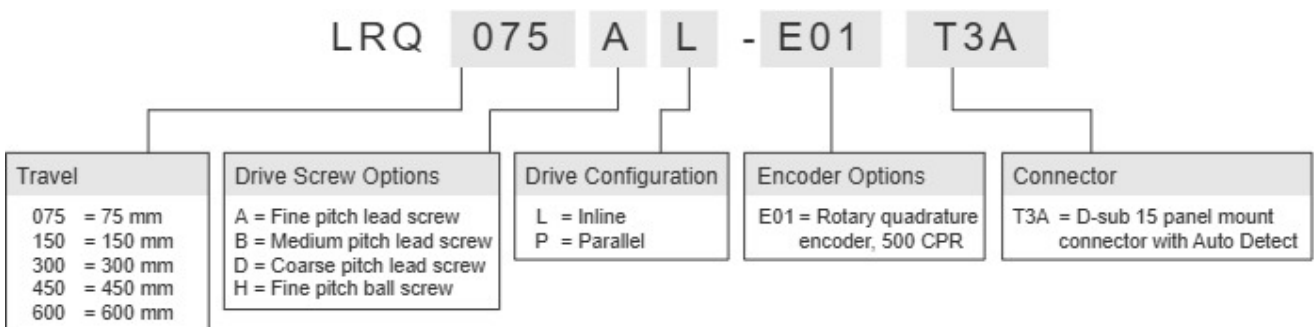 LRQ 075 A L - E01 T3A
Travel
075 = 75 mm
150 = 150 mm
300 = 300 mm
450 = 450 mm
600 = 600 mm
Drive Screw Options
A = Fine pitch lead screw
B = Medium pitch lead screw
D = Coarse pitch lead screw
H = Fine pitch ball screw
Drive Configuration
L = Inline
P = Parallel
Encoder Options
E01 = Rotary quadrature
encoder, 500 CPR
Connector
T3A = D-sub 15 panel mount
connector with Auto Detect